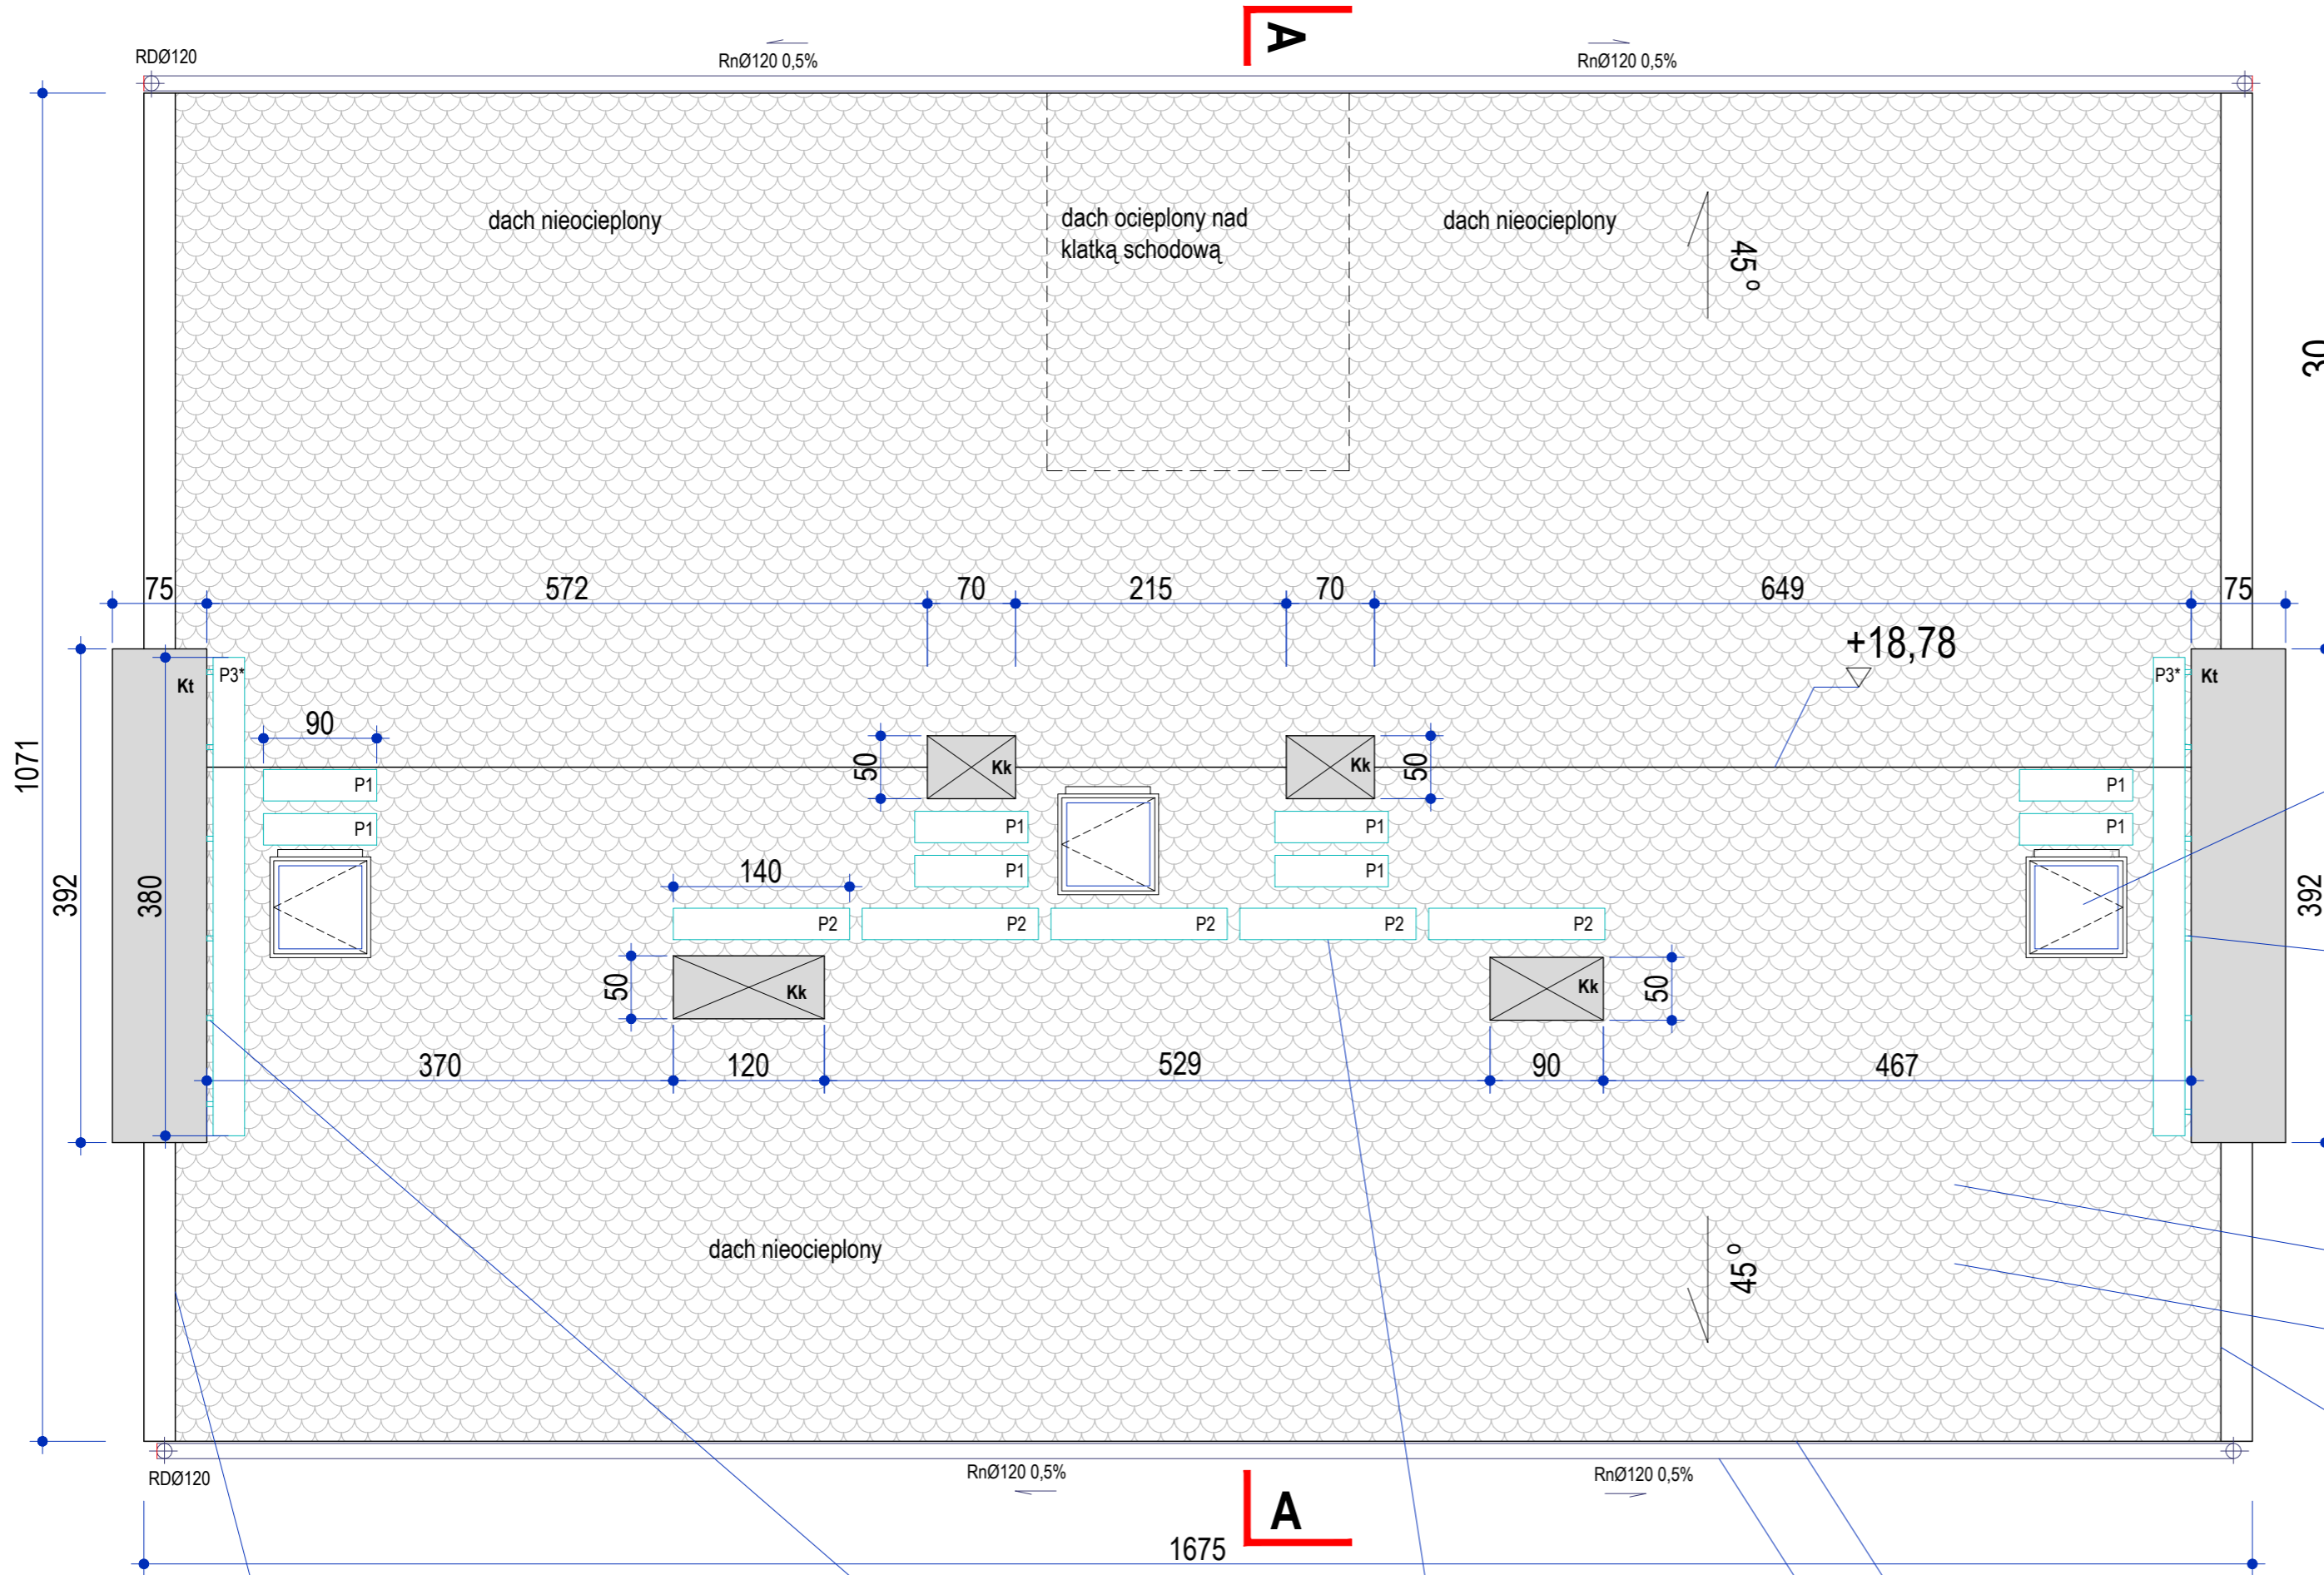 A
RDØ120
RnØ120 0,5%
RnØ120 0,5%
dach nieocieplony
dach ocieplony nad
klatką schodową
dach nieocieplony
45°
30
75
572
70
215
70
649
75
+18,78
Kt
P3*
P3*
Kt
90
50
Kk
Kk
50
1071
P1
P1
P1
P1
P1
P1
P1
P1
392
380
140
392
P2
P2
P2
P2
P2
50
Kk
Kk
50
370
120
529
90
467
dach nieocieplony
45°
RDØ120
RnØ120 0,5%
RnØ120 0,5%
A
1675